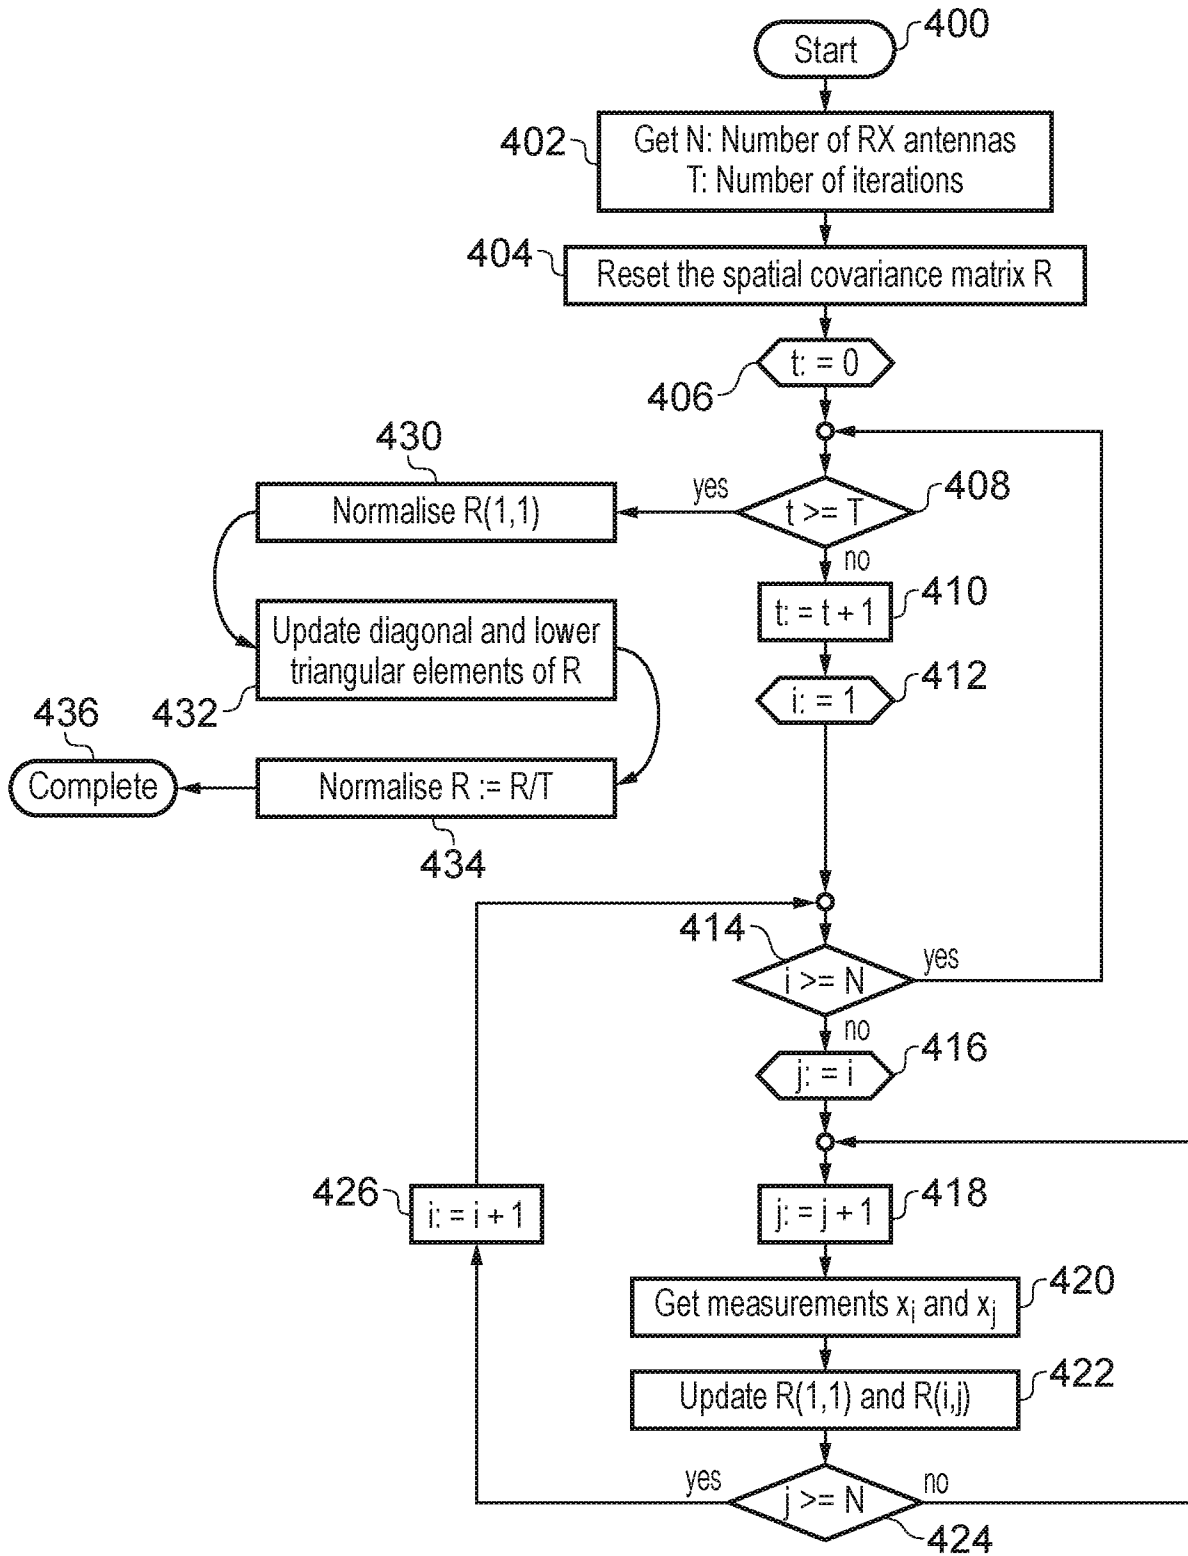 400
Start
402
Get N: Number of RX antennas
T: Number of iterations
404
Reset the spatial covariance matrix R
t: = 0
406
430
yes
408
Normalise R(1,1)
t >= T
no
410
t: = t + 1
Update diagonal and lower
triangular elements of R
412
i: = 1
432
436
Complete
Normalise R := R/T
434
414
yes
i >= N
no
416
j: = i
426
418
i: = i + 1
j: = j + 1
420
Get measurements xi and xj
422
Update R(1,1) and R(i,j)
yes
no
j >= N
424